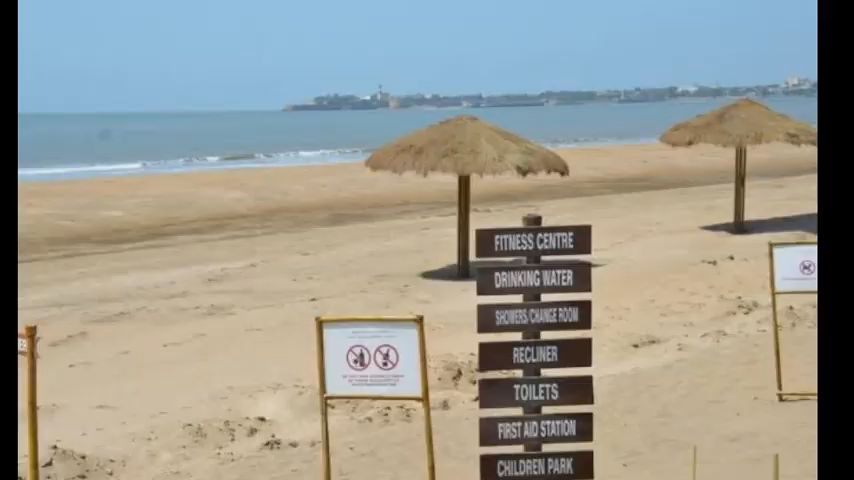 FITNESS CENTRE
DRINKING WATER
SHOWERS/CHANGE ROOM
RECLINER
TOILETS
FIRST AID STATION
CHILDREN PARK